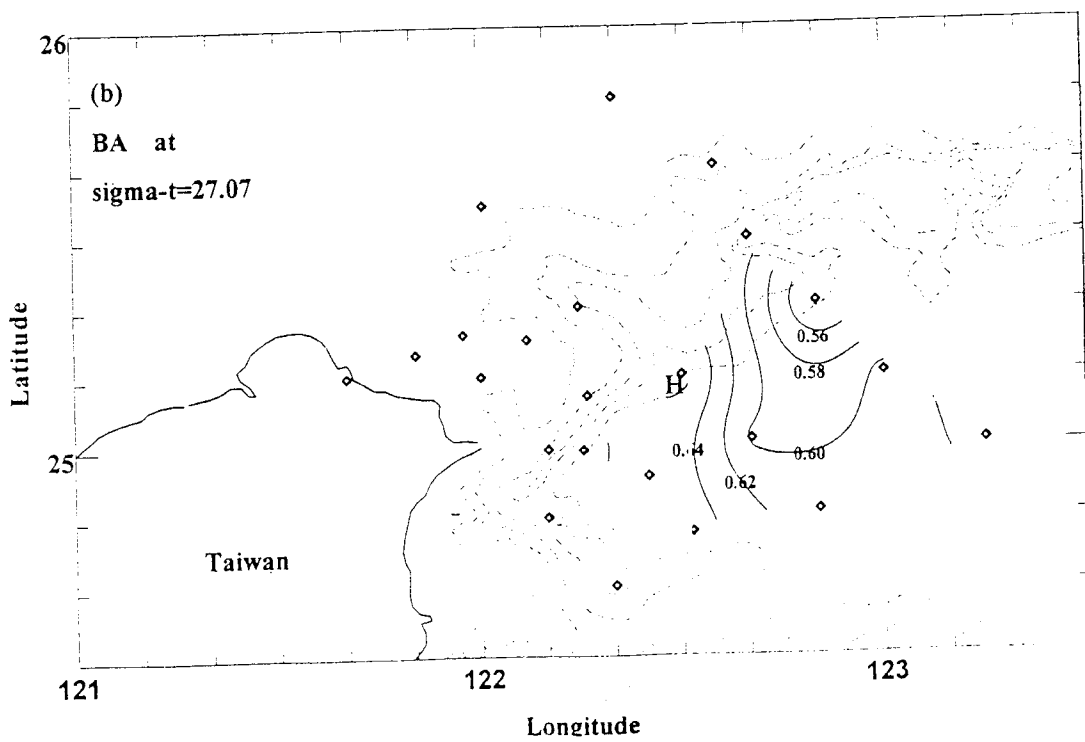 26
(b)
BA at
sigma-t=27.07
Latitude
0.56
H
0.58
25
0.60
0.62
Taiwan
121
122
123
Longitude